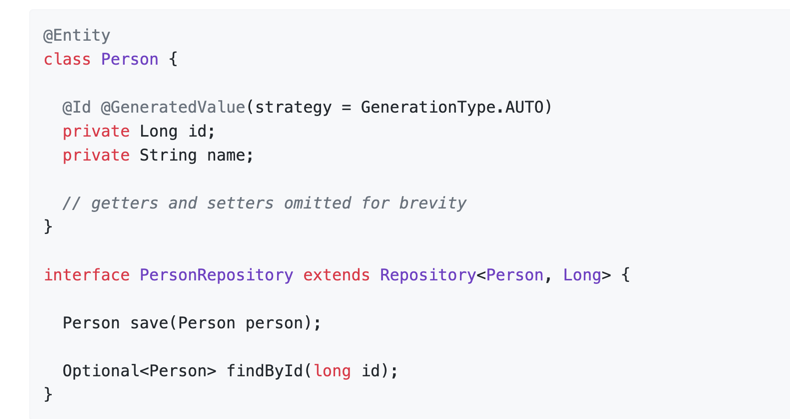 @Entity
class Person {
@Id @GeneratedValue(strategy = GenerationType.AUTO)
private Long id;
private String name;
// getters and setters omitted for brevity
}
interface PersonRepository extends Repository<Person, Long> {
Person save(Person person);
Optional<Person> findById(long id);
}